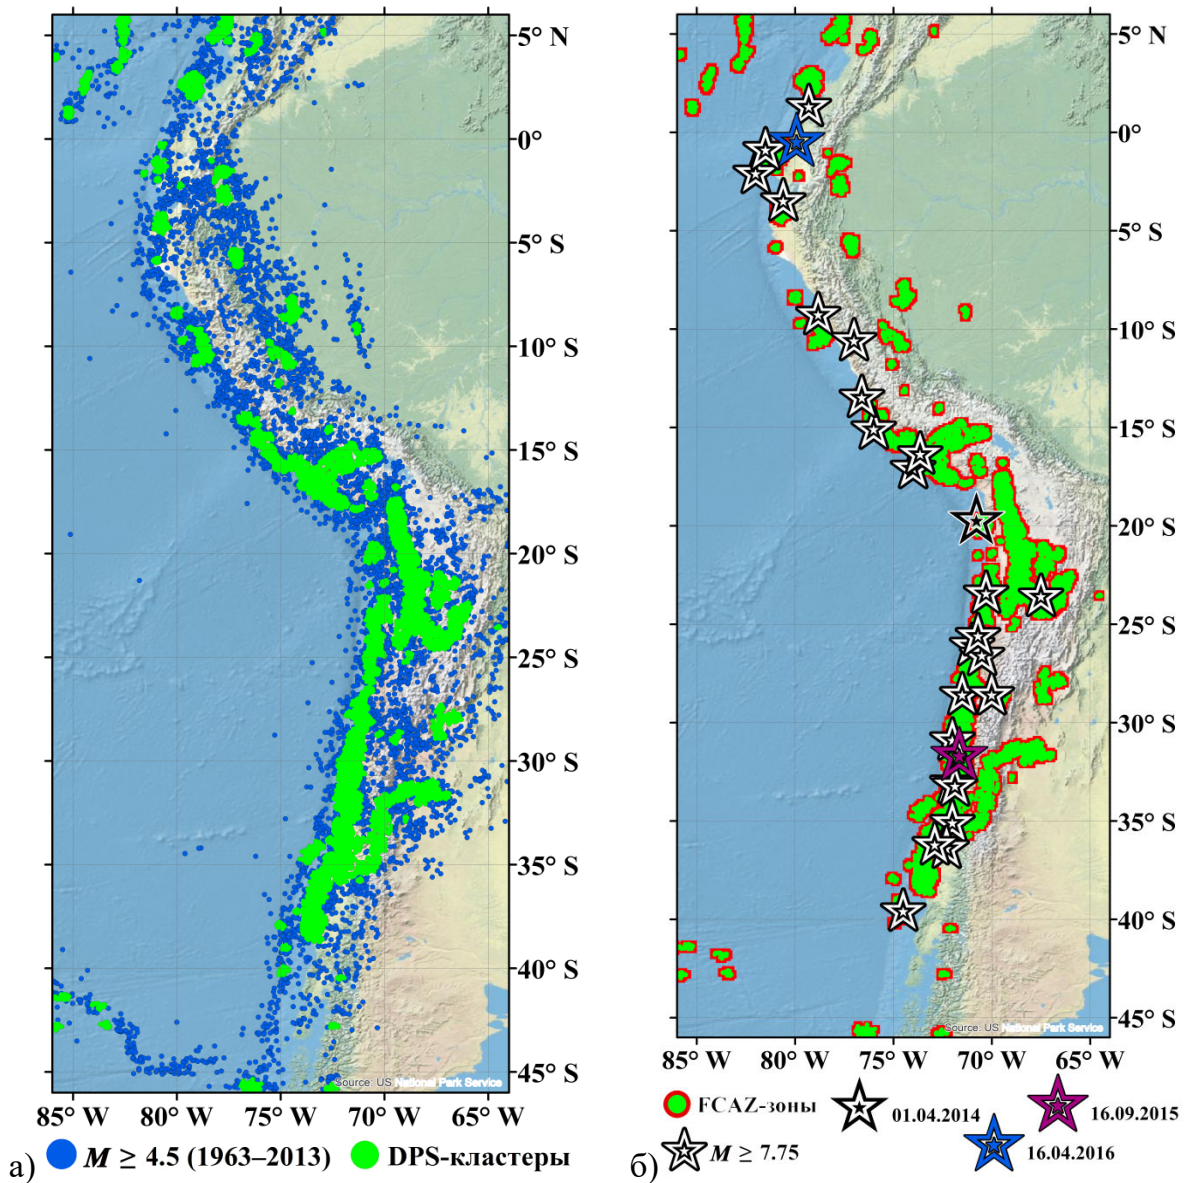 5° N
0°
5° S
10° S
15° S
20° S
25° S
30° S
35° S
40° S
45° S
Source: US National Park Service
85° W 80° W 75° W 70° W 65° W
а) M ≥ 4.5 (1963–2013) DPS-кластеры
5° N
0°
5° S
10° S
15° S
20° S
25° S
30° S
35° S
40° S
45° S
Source: US National Park Service
85° W 80° W 75° W 70° W 65° W
FCAZ-зоны 01.04.2014 16.09.2015
б) M ≥ 7.75 16.04.2016